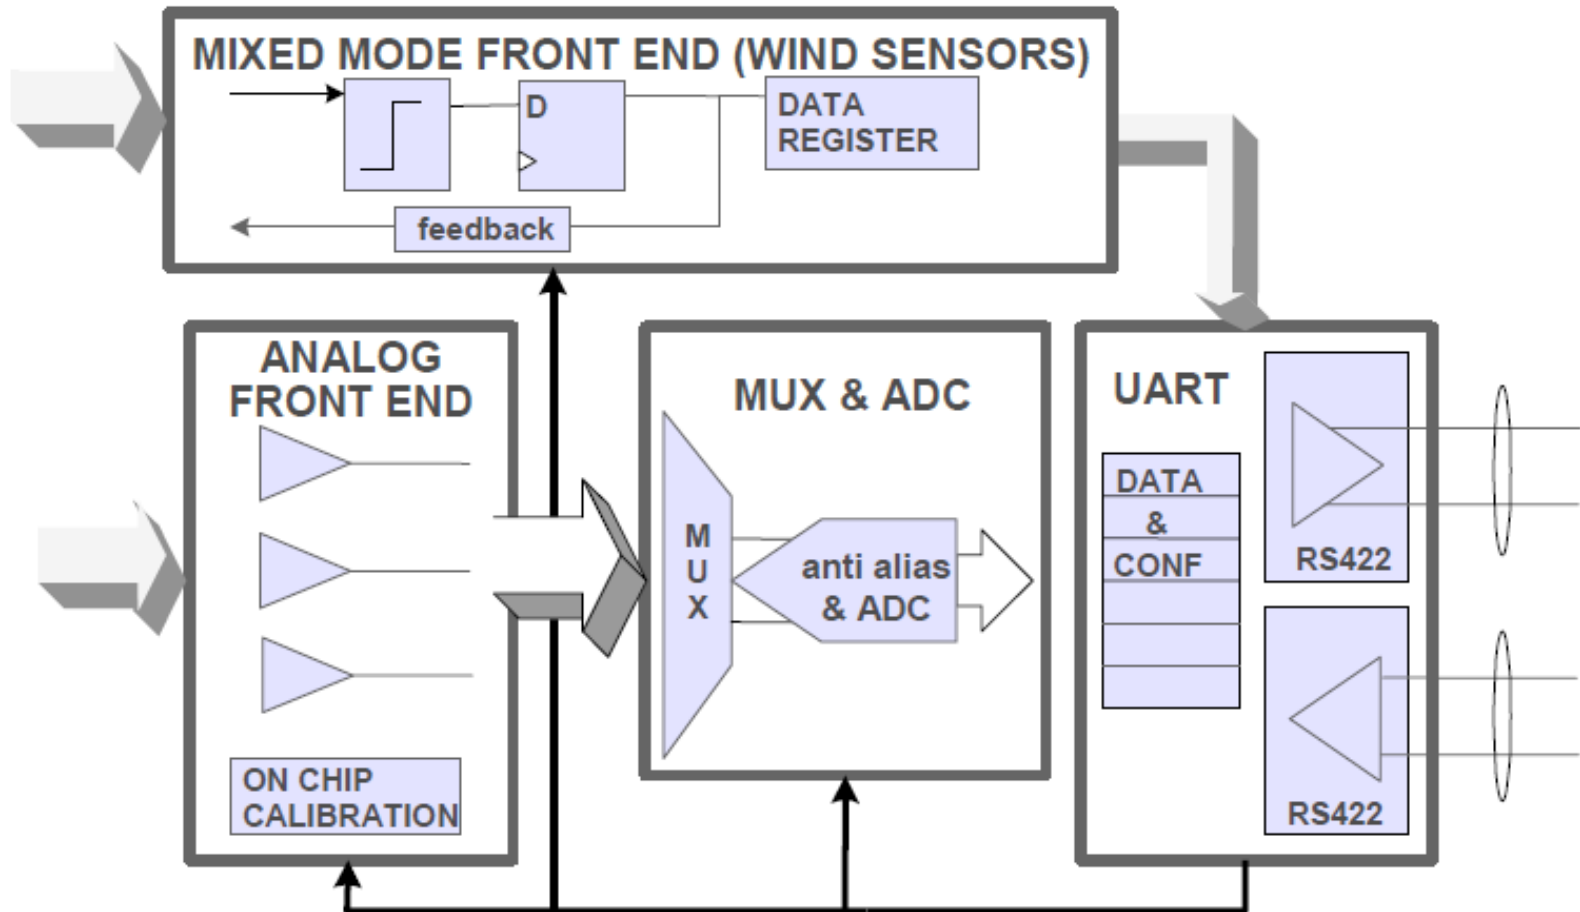 MIXED MODE FRONT END (WIND SENSORS)
D
DATA
REGISTER
feedback
ANALOG
FRONT END
ON CHIP
CALIBRATION
MUX & ADC
M
U
X
anti alias
& ADC
UART
DATA
&
CONF
RS422
RS422